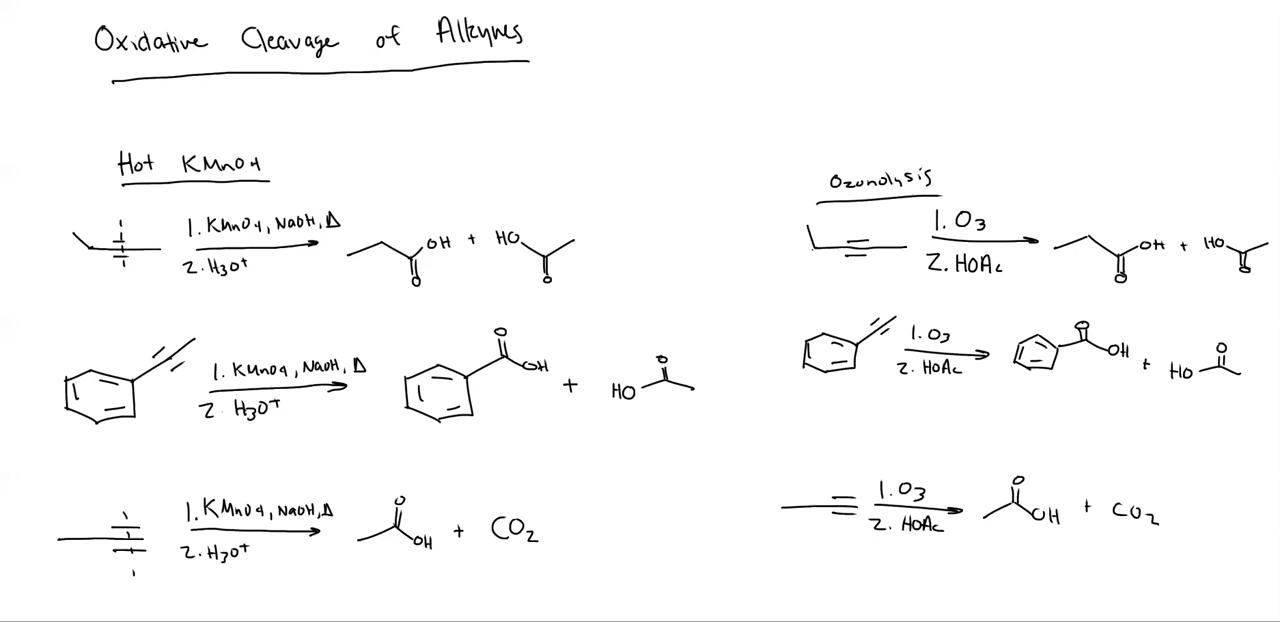 Oxidative Cleavage of Alkynes
Hot KMnO4
1. KMnO4, NaOH, Δ
2. H3O+
OH + HO
O O
1. KMnO4, NaOH, Δ
2. H3O+
O
OH + HO
O
1. KMnO4, NaOH, Δ
2. H3O+
O
OH + CO2
Ozonolysis
1. O3
2. HOAc
OH + HO
O O
1. O3
2. HOAc
O
OH + HO
O
1. O3
2. HOAc
O
OH + CO2